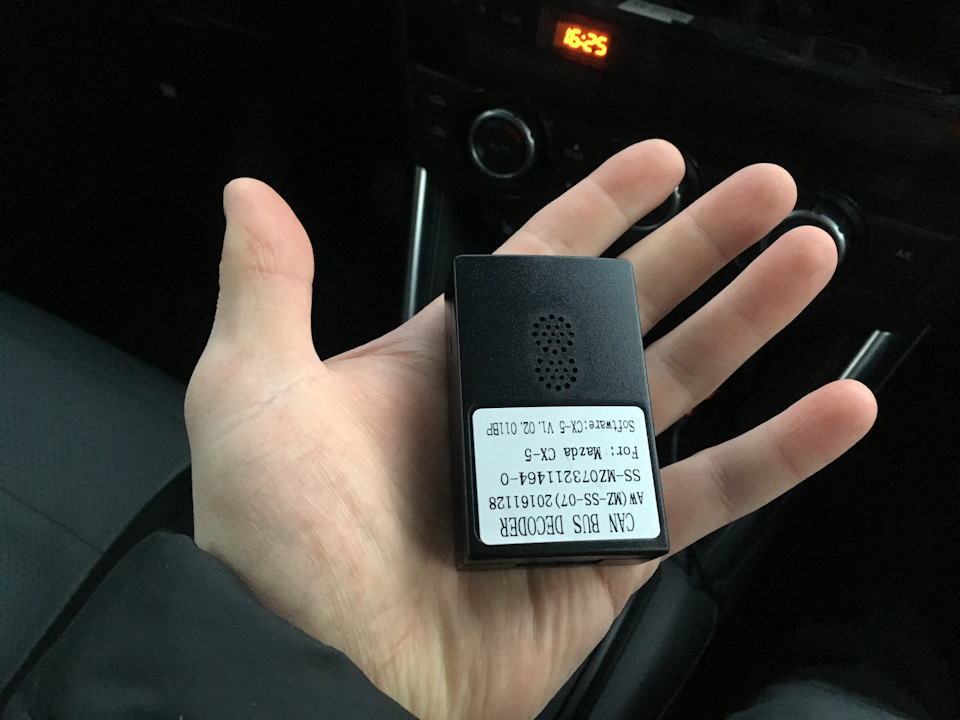 16:25
CAN BUS DECODER
AW(MZ-SS-07)20161128
SS-MZ073211464-0
For: Mazda CX-5
Software:CX-5 V1.02.011BP
A/C